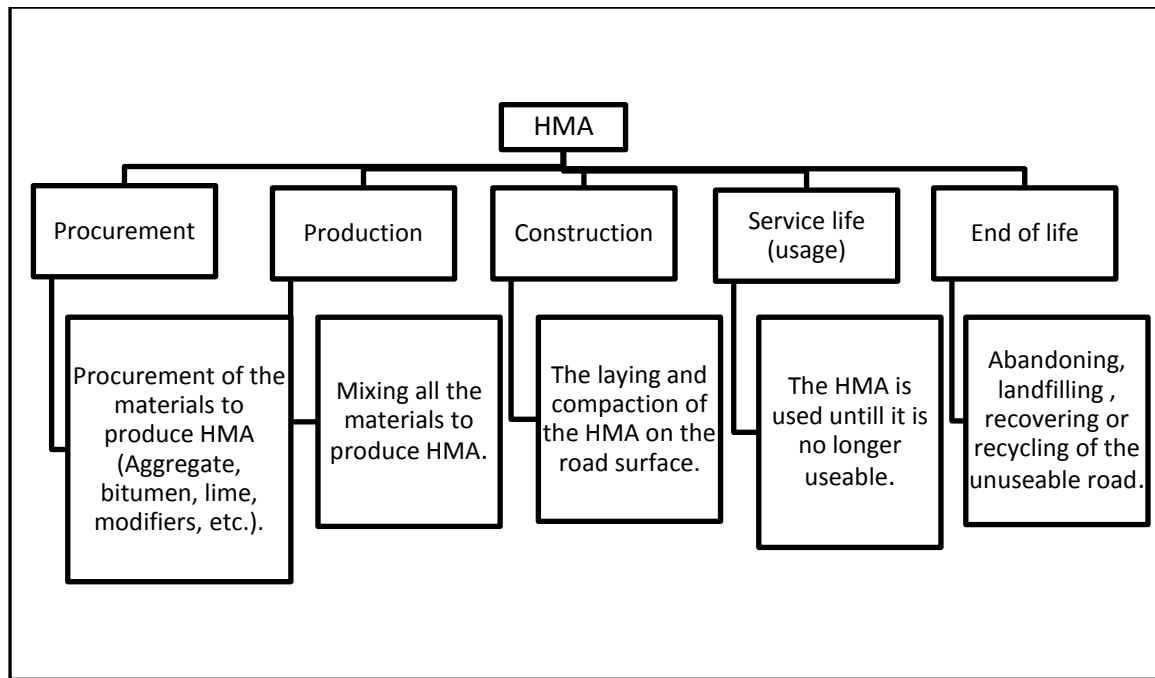 HMA
Procurement
Production
Construction
Service life
(usage)
End of life
Procurement of the
materials to
produce HMA
(Aggregate,
bitumen, lime,
modifiers, etc.).
Mixing all the
materials to
produce HMA.
The laying and
compaction of
the HMA on the
road surface.
The HMA is
used untill it is
no longer
useable.
Abandoning,
landfilling ,
recovering or
recycling of the
unuseable road.